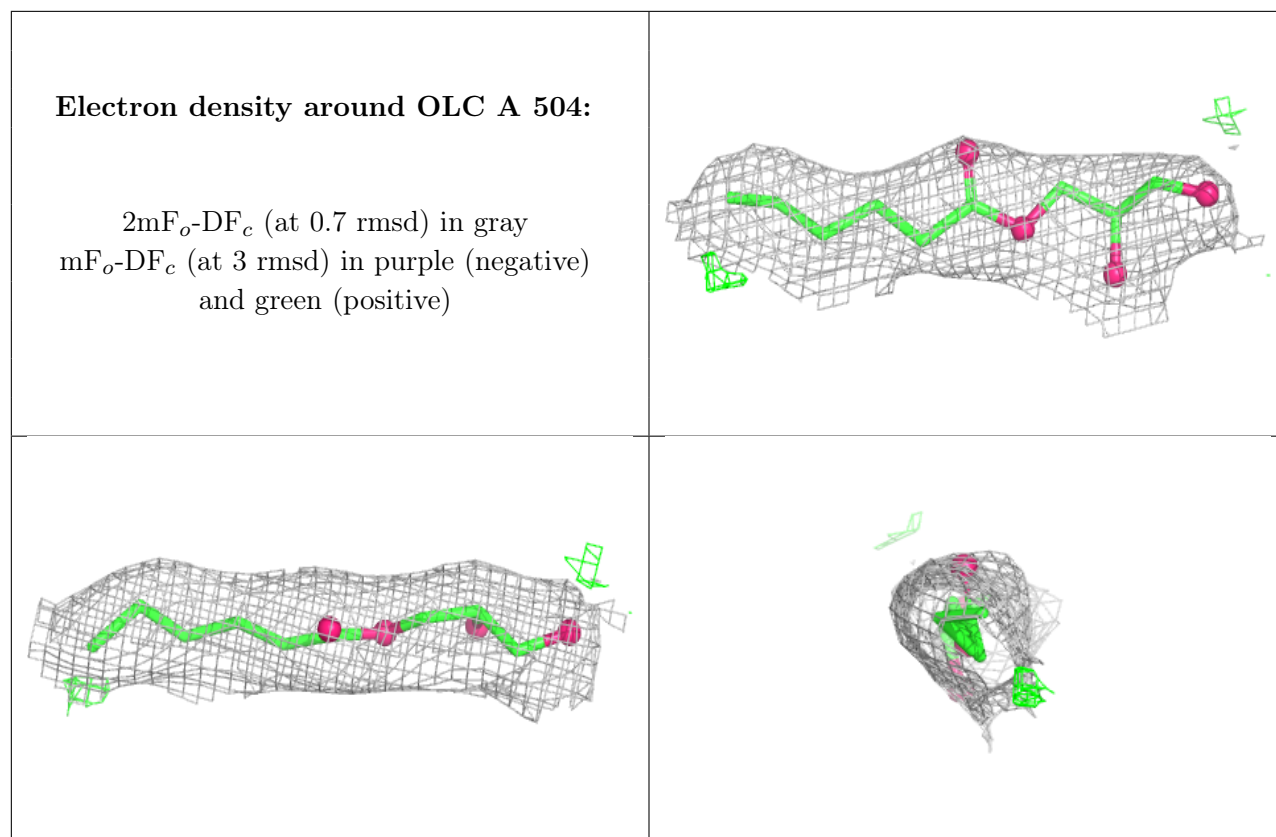 Electron density around OLC A 504:
2mFo-DFc (at 0.7 rmsd) in gray
mFo-DFc (at 3 rmsd) in purple (negative)
and green (positive)